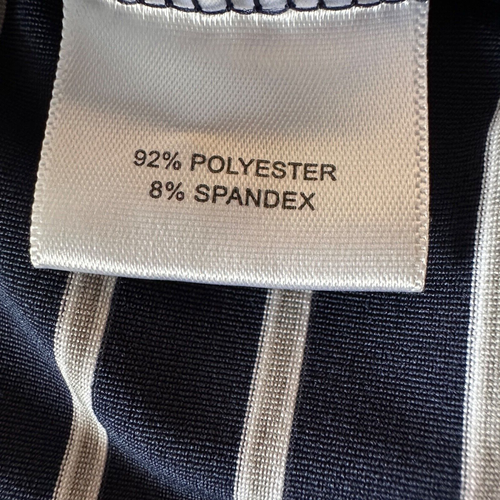 92% POLYESTER
8% SPANDEX